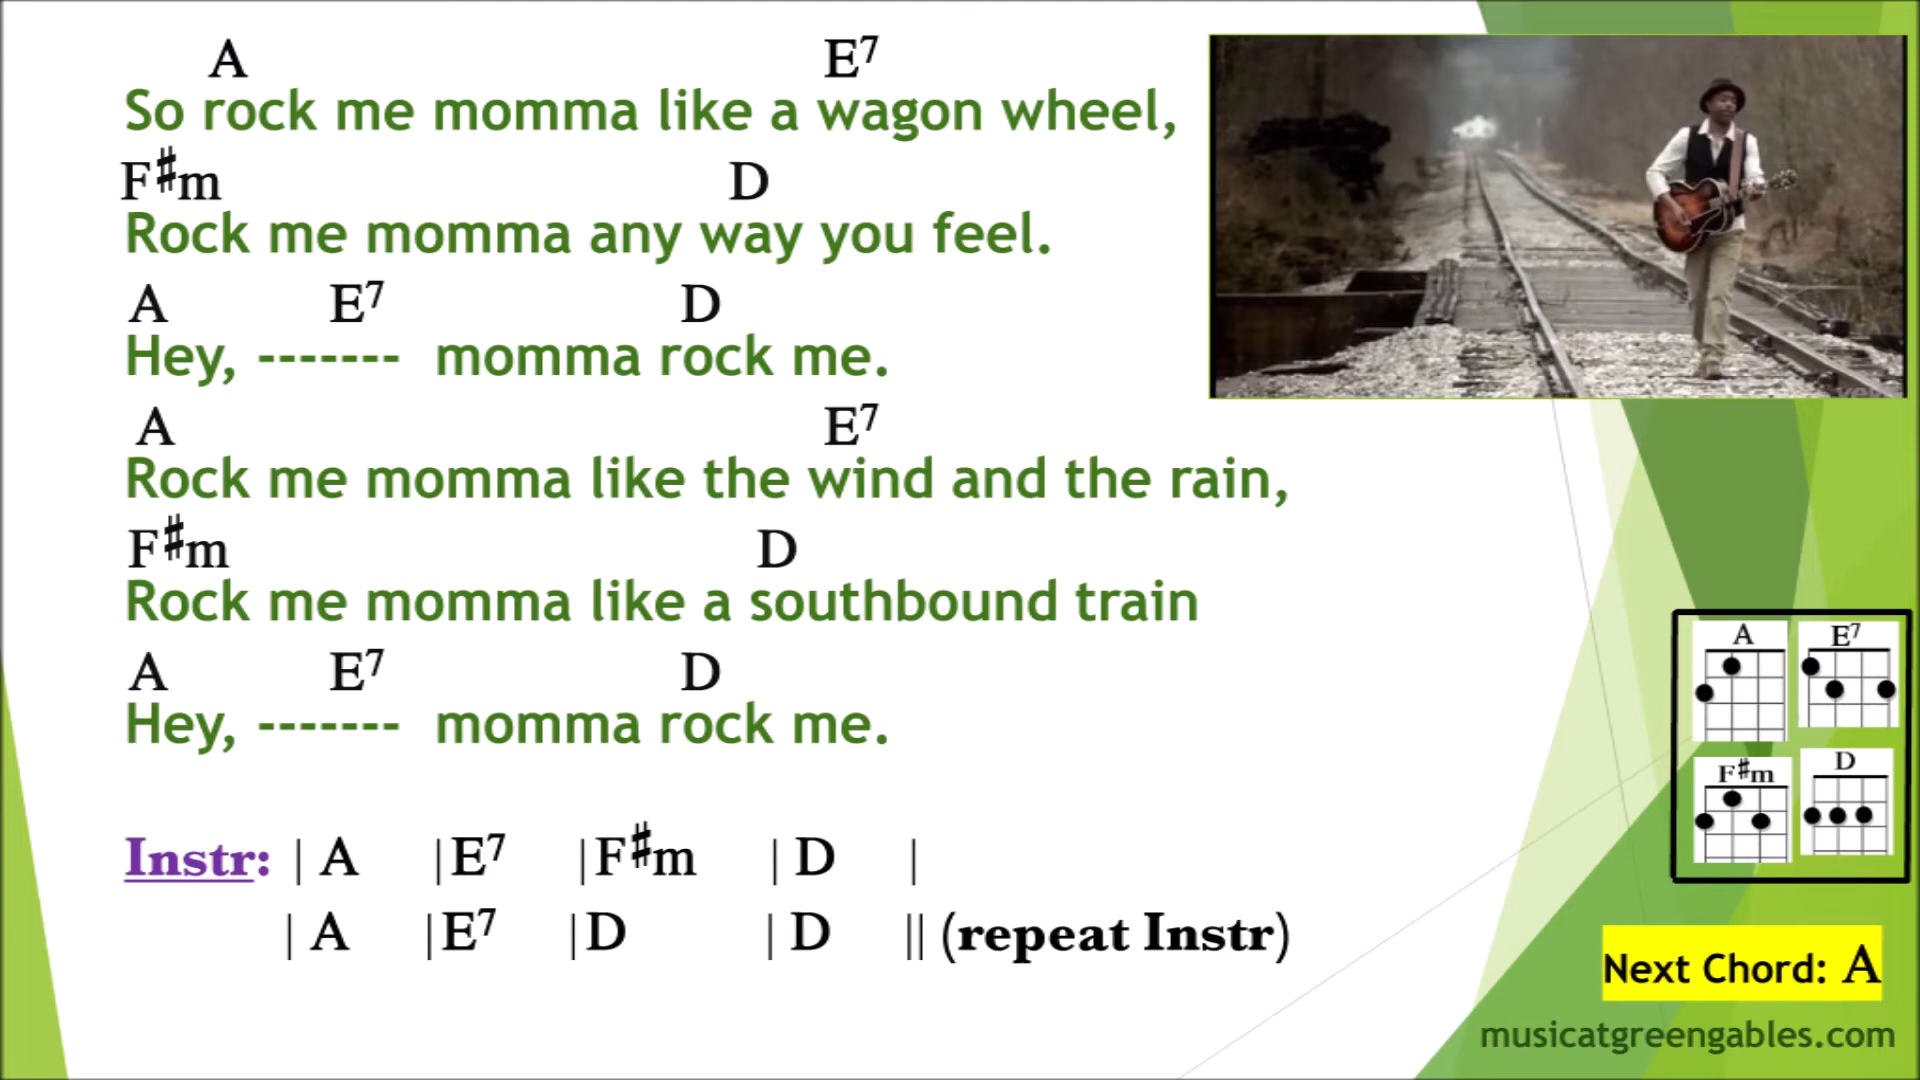 A E7
So rock me momma like a wagon wheel,
F♯m D
Rock me momma any way you feel.
A E7 D
Hey, ------- momma rock me.
A E7
Rock me momma like the wind and the rain,
F♯m D
Rock me momma like a southbound train
A E7 D
Hey, ------- momma rock me.
Instr: | A | E7 | F♯m | D |
| A | E7 | D | D || (repeat Instr)
A E7
F♯m D
Next Chord: A
musicatgreengables.com